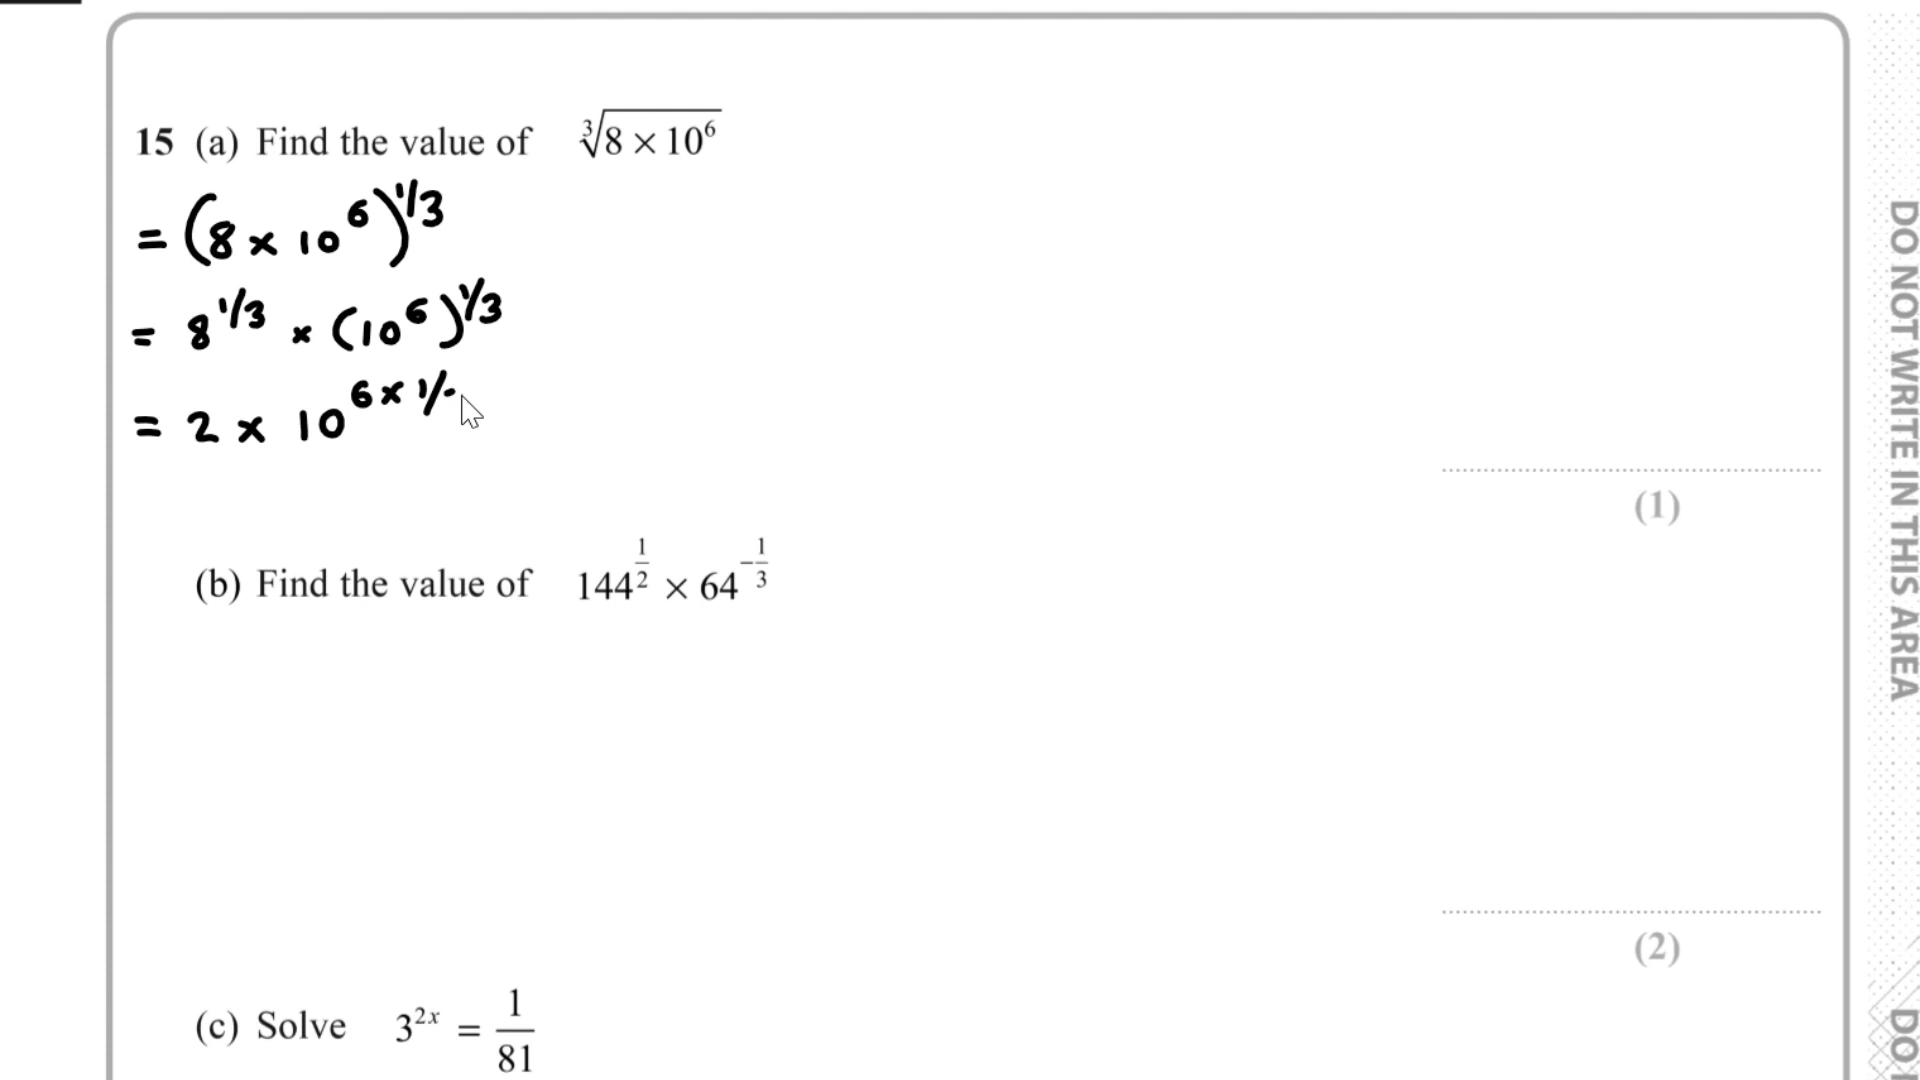 15 (a) Find the value of ∛(8 × 10⁶)
= (8 × 10⁶)^1/3
= 8^1/3 × (10⁶)^1/3
= 2 × 10^6 × 1/
(1)
(b) Find the value of 144^(1/2) × 64^(−1/3)
(2)
(c) Solve 3^(2x) = 1/81
DO NOT WRITE IN THIS AREA
DO